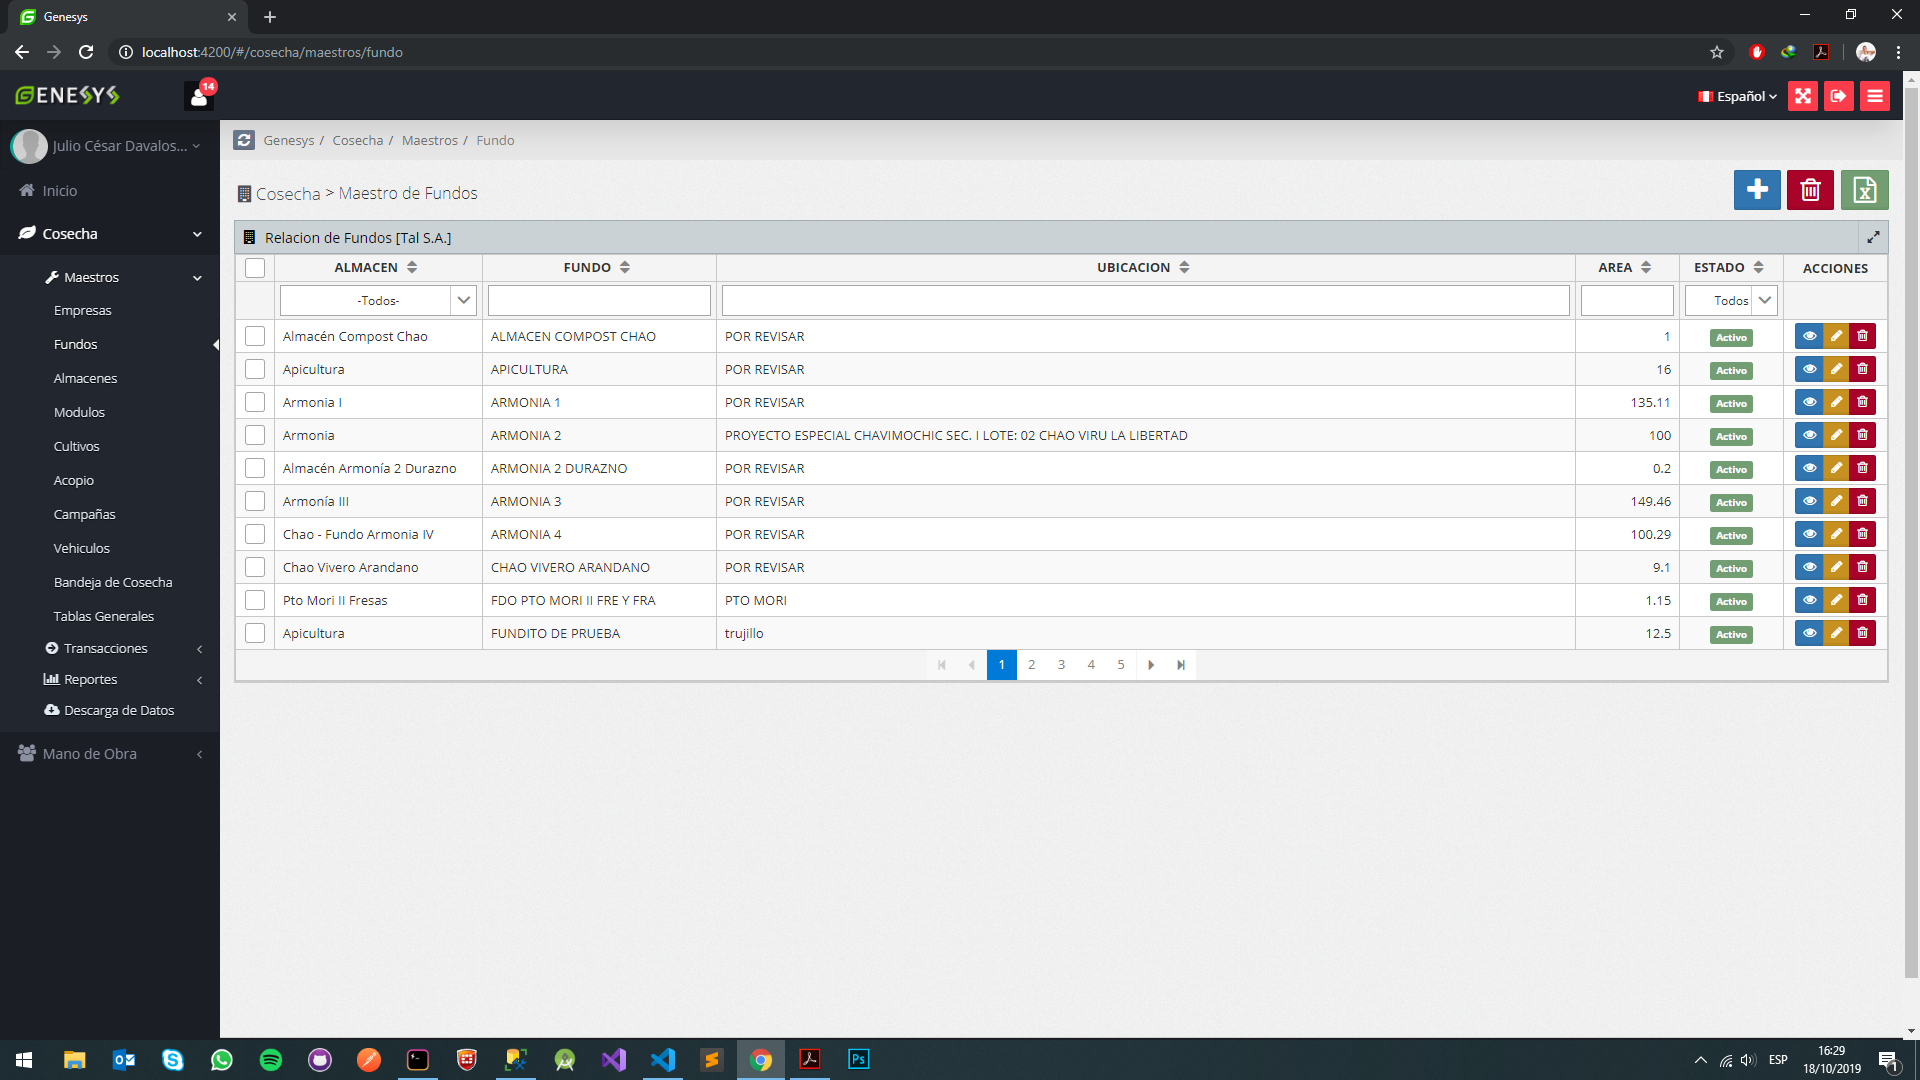 Genesys
localhost:4200/#/cosecha/maestros/fundo
GENESYS
14
Español
Julio César Davalos...
Genesys / Cosecha / Maestros / Fundo
Inicio
Cosecha
Maestros
Empresas
Fundos
Almacenes
Modulos
Cultivos
Acopio
Campañas
Vehiculos
Bandeja de Cosecha
Tablas Generales
Transacciones
Reportes
Descarga de Datos
Mano de Obra
Cosecha > Maestro de Fundos
Relacion de Fundos [Tal S.A.]
ALMACEN FUNDO UBICACION AREA ESTADO ACCIONES
-Todos- Todos
Almacén Compost Chao ALMACEN COMPOST CHAO POR REVISAR 1 Activo
Apicultura APICULTURA POR REVISAR 16 Activo
Armonia I ARMONIA 1 POR REVISAR 135.11 Activo
Armonia ARMONIA 2 PROYECTO ESPECIAL CHAVIMOCHIC SEC. I LOTE: 02 CHAO VIRU LA LIBERTAD 100 Activo
Almacén Armonía 2 Durazno ARMONIA 2 DURAZNO POR REVISAR 0.2 Activo
Armonía III ARMONIA 3 POR REVISAR 149.46 Activo
Chao - Fundo Armonia IV ARMONIA 4 POR REVISAR 100.29 Activo
Chao Vivero Arandano CHAO VIVERO ARANDANO POR REVISAR 9.1 Activo
Pto Mori II Fresas FDO PTO MORI II FRE Y FRA PTO MORI 1.15 Activo
Apicultura FUNDITO DE PRUEBA trujillo 12.5 Activo
1 2 3 4 5
Ps
ESP
16:29
18/10/2019
1